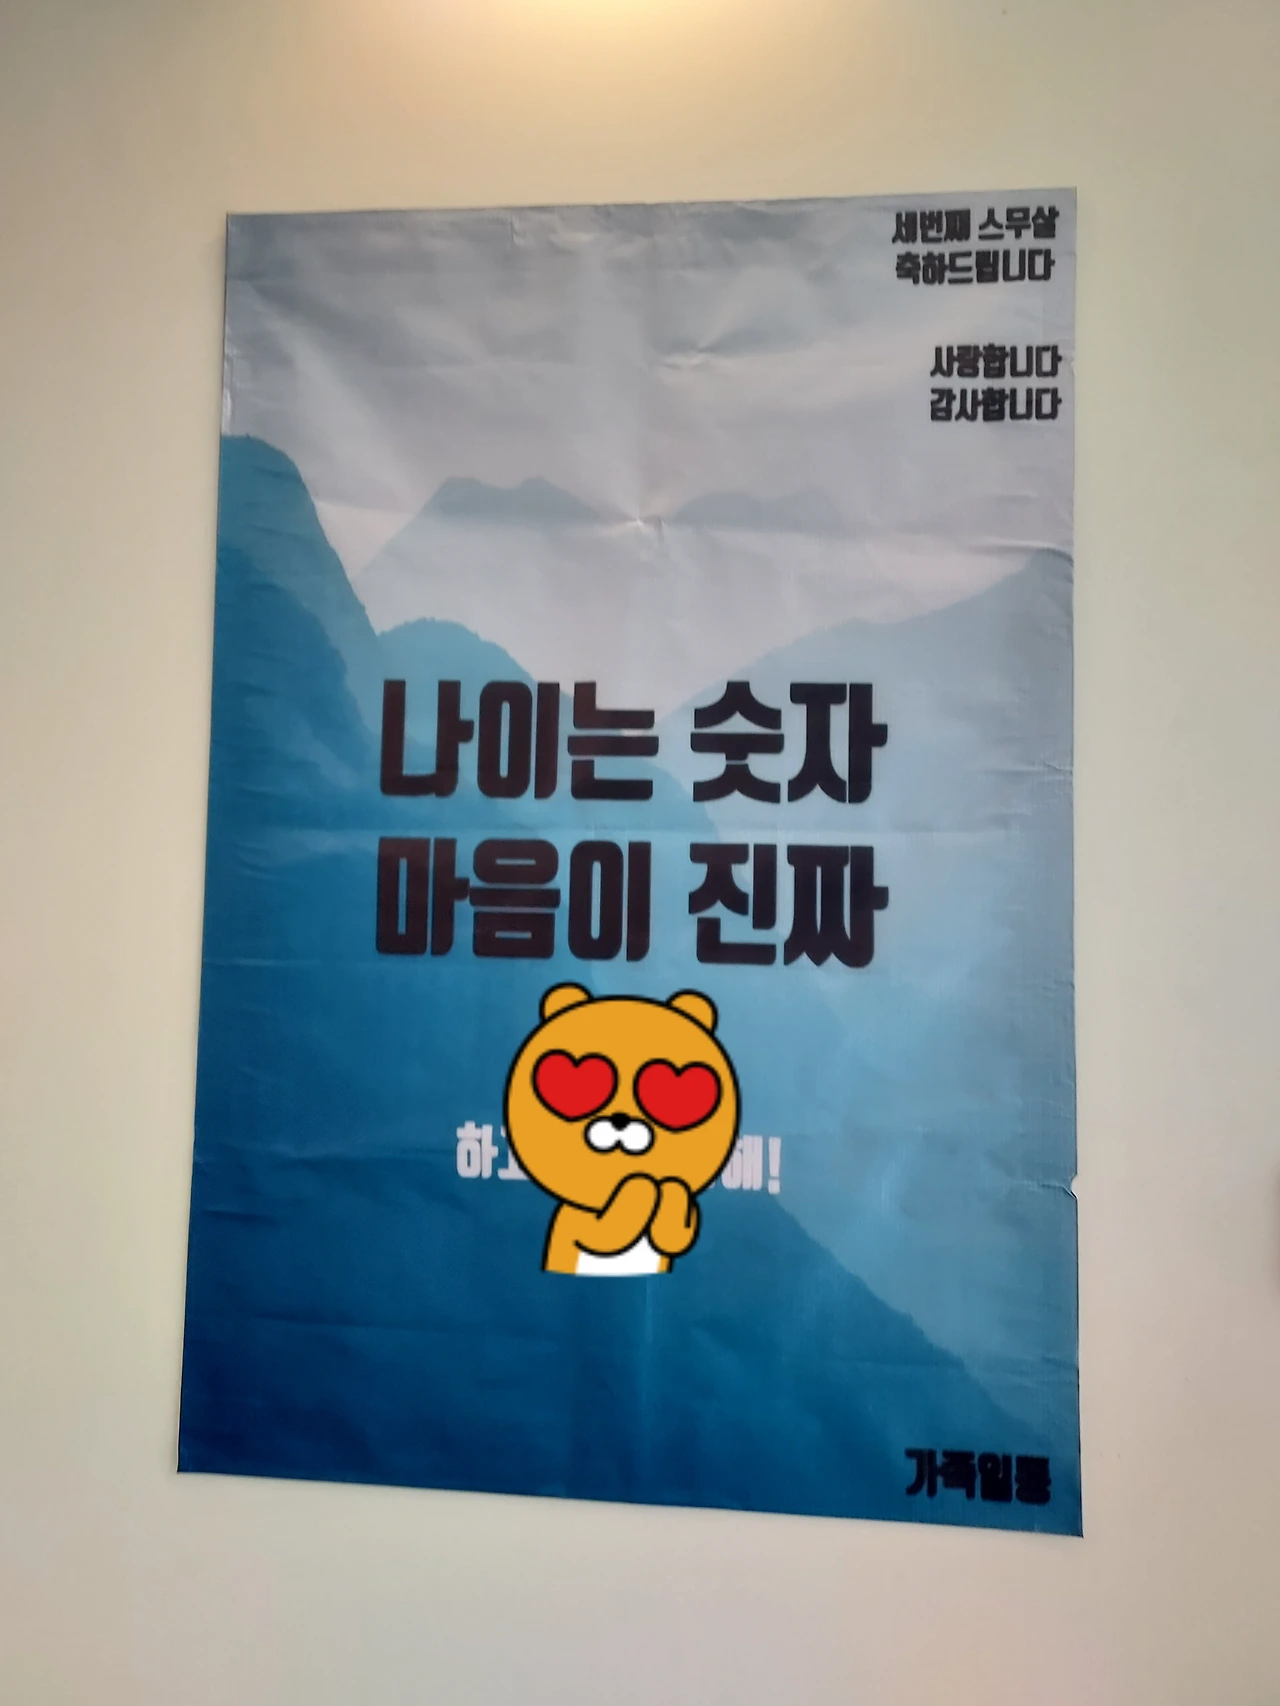 세번째 스무살
축하드립니다
사랑합니다
감사합니다
나이는 숫자
마음이 진짜
가족일동